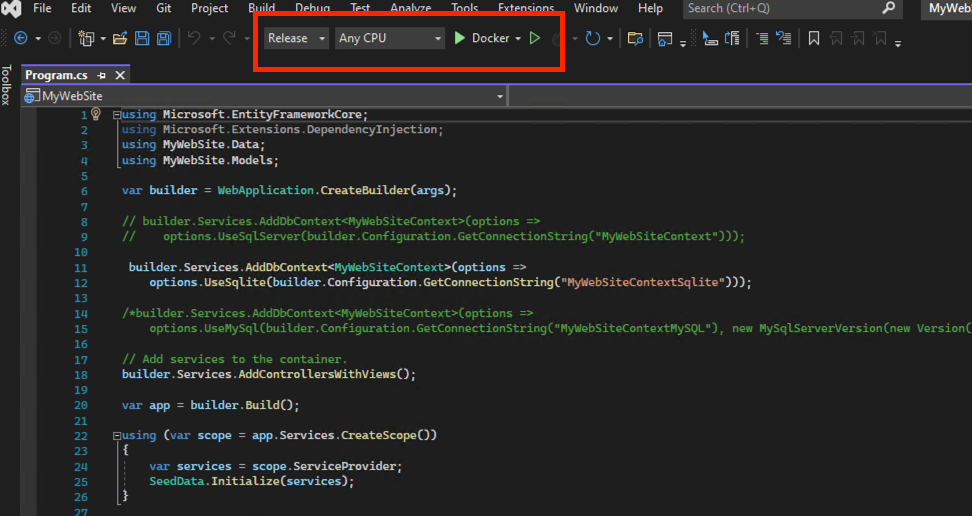 File Edit View Git Project Build Debug Test Analyze Tools Extensions Window Help Search (Ctrl+Q) MyWebS
Release Any CPU Docker
Toolbox
Program.cs
MyWebSite
1 using Microsoft.EntityFrameworkCore;
2 using Microsoft.Extensions.DependencyInjection;
3 using MyWebSite.Data;
4 using MyWebSite.Models;
5
6 var builder = WebApplication.CreateBuilder(args);
7
8 // builder.Services.AddDbContext<MyWebSiteContext>(options =>
9 //    options.UseSqlServer(builder.Configuration.GetConnectionString("MyWebSiteContext")));
10
11 builder.Services.AddDbContext<MyWebSiteContext>(options =>
12 options.UseSqlite(builder.Configuration.GetConnectionString("MyWebSiteContextSqlite")));
13
14 /*builder.Services.AddDbContext<MyWebSiteContext>(options =>
15 options.UseMySql(builder.Configuration.GetConnectionString("MyWebSiteContextMySQL"), new MySqlServerVersion(new Version(
16
17 // Add services to the container.
18 builder.Services.AddControllersWithViews();
19
20 var app = builder.Build();
21
22 using (var scope = app.Services.CreateScope())
23 {
24 var services = scope.ServiceProvider;
25 SeedData.Initialize(services);
26 }
27